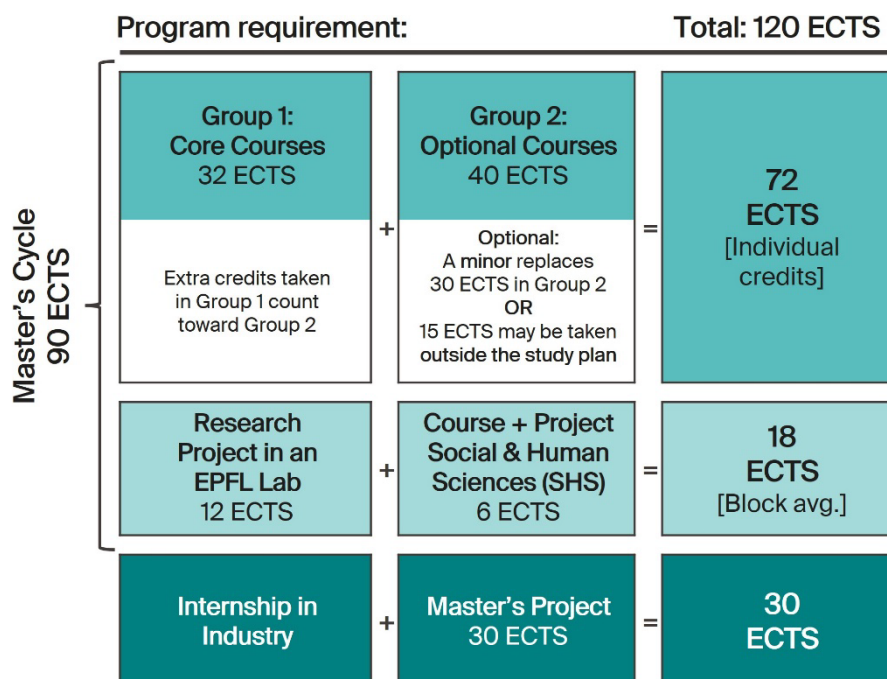 Program requirement:
Total: 120 ECTS
Master's Cycle
90 ECTS
Group 1:
Core Courses
32 ECTS
Extra credits taken
in Group 1 count
toward Group 2
+
Group 2:
Optional Courses
40 ECTS
Optional:
A minor replaces
30 ECTS in Group 2
OR
15 ECTS may be taken
outside the study plan
=
72
ECTS
[Individual
credits]
Research
Project in an
EPFL Lab
12 ECTS
+
Course + Project
Social & Human
Sciences (SHS)
6 ECTS
=
18
ECTS
[Block avg.]
Internship in
Industry
+
Master's Project
30 ECTS
=
30
ECTS